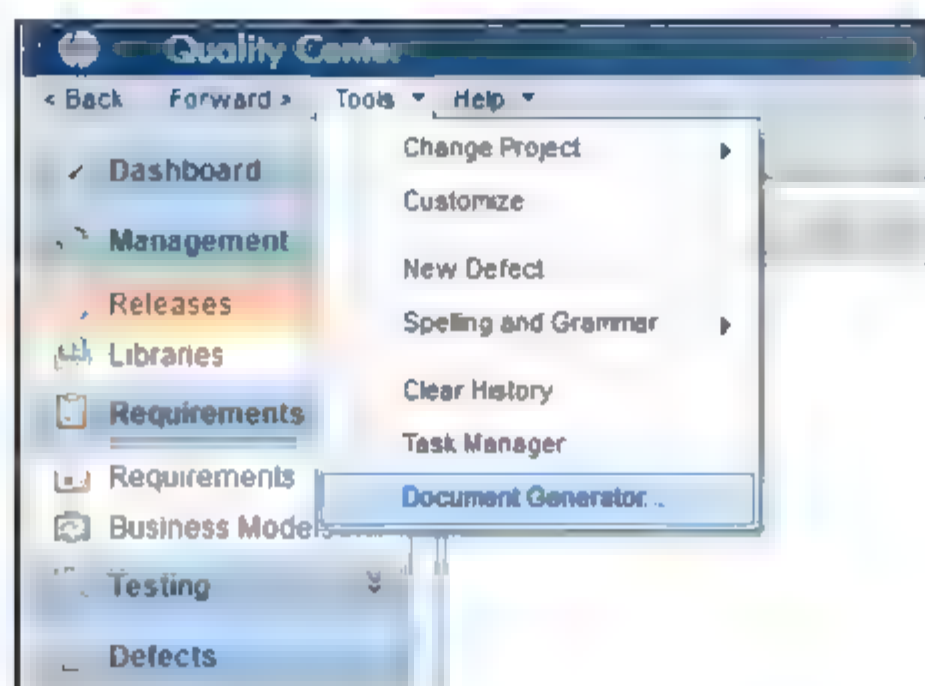 Quality Center
< Back Forward > Tools Help
Dashboard
Management
Releases
Libraries
Requirements
Requirements
Business Models
Testing
Defects
Change Project
Customize
New Defect
Spelling and Grammar
Clear History
Task Manager
Document Generator...